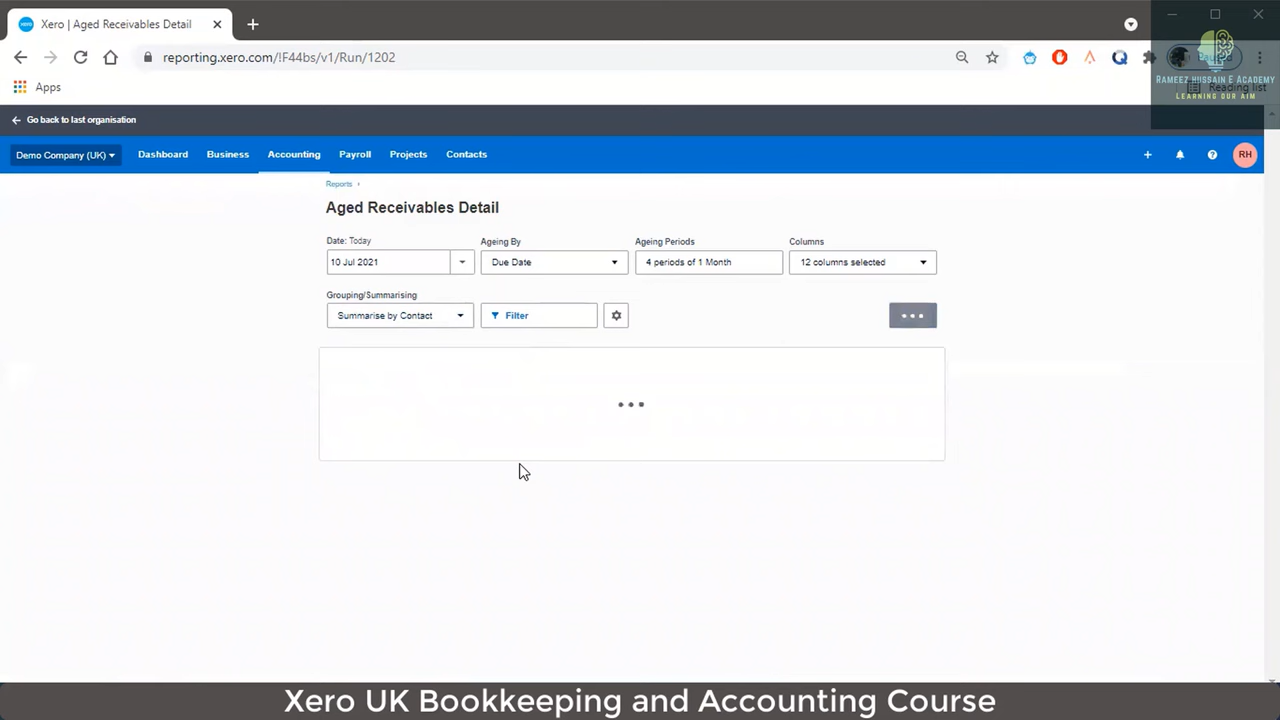 Xero | Aged Receivables Detail
reporting.xero.com/!F44bs/v1/Run/1202
Apps
RAMEEZ HUSSAIN E ACADEMY
Reading list
LEARNING OUR AIM
Go back to last organisation
Demo Company (UK)
Dashboard
Business
Accounting
Payroll
Projects
Contacts
RH
Reports
Aged Receivables Detail
Date: Today
Ageing By
Ageing Periods
Columns
10 Jul 2021
Due Date
4 periods of 1 Month
12 columns selected
Grouping/Summarising
Summarise by Contact
Filter
Xero UK Bookkeeping and Accounting Course